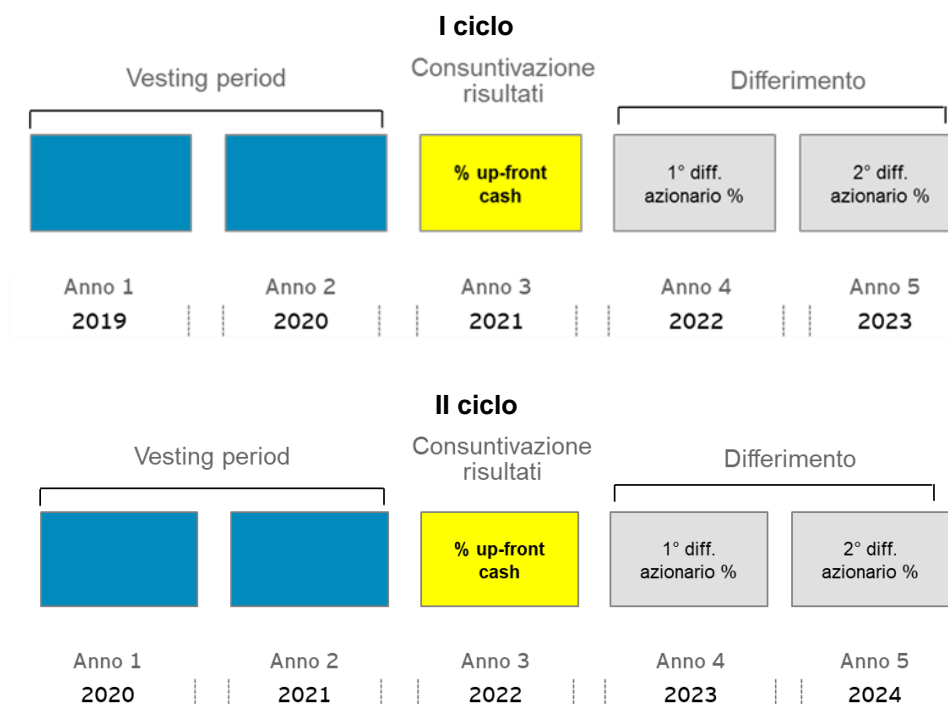 I ciclo
Vesting period
Consuntivazione
risultati
Differimento
% up-front
cash
1° diff.
azionario %
2° diff.
azionario %
Anno 1
Anno 2
Anno 3
Anno 4
Anno 5
2019
2020
2021
2022
2023
II ciclo
Vesting period
Consuntivazione
risultati
Differimento
% up-front
cash
1° diff.
azionario %
2° diff.
azionario %
Anno 1
Anno 2
Anno 3
Anno 4
Anno 5
2020
2021
2022
2023
2024